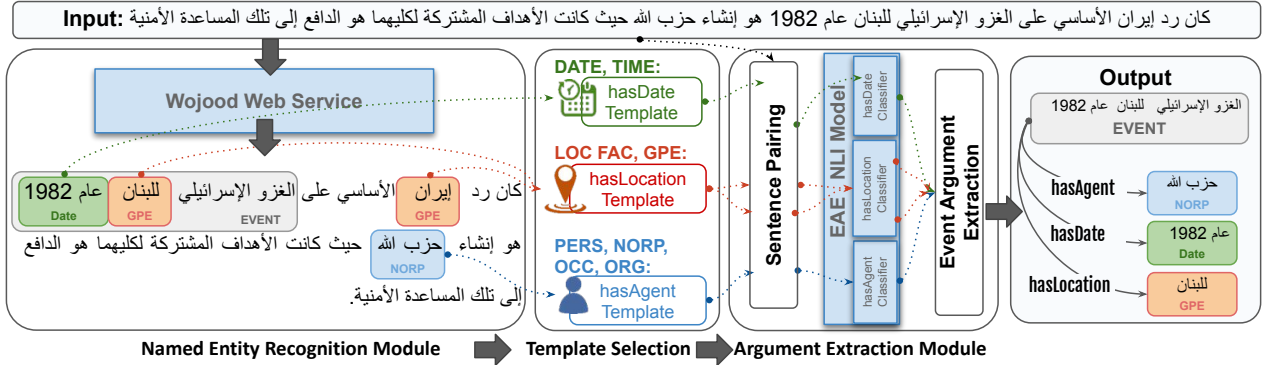 Input: كان رد إيران الأساسي على الغزو الإسرائيلي للبنان عام 1982 هو إنشاء حزب الله حيث كانت الأهداف المشتركة لكليهما هو الدافع إلى تلك المساعدة الأمنية
Wojood Web Service
كان رد إيران الأساسي على الغزو الإسرائيلي للبنان عام 1982
GPE
EVENT
GPE
Date
هو إنشاء حزب الله حيث كانت الأهداف المشتركة لكليهما هو الدافع
NORP
إلى تلك المساعدة الأمنية.
Named Entity Recognition Module
DATE, TIME:
hasDate
Template
LOC FAC, GPE:
hasLocation
Template
PERS, NORP,
OCC, ORG:
hasAgent
Template
Template Selection
Sentence Pairing
EAE NLI Model
hasDate
Classifier
hasLocation
Classifier
hasAgent
Classifier
Event Argument
Extraction
Argument Extraction Module
Output
الغزو الإسرائيلي للبنان عام 1982
EVENT
hasAgent
حزب الله
NORP
hasDate
عام 1982
Date
hasLocation
للبنان
GPE